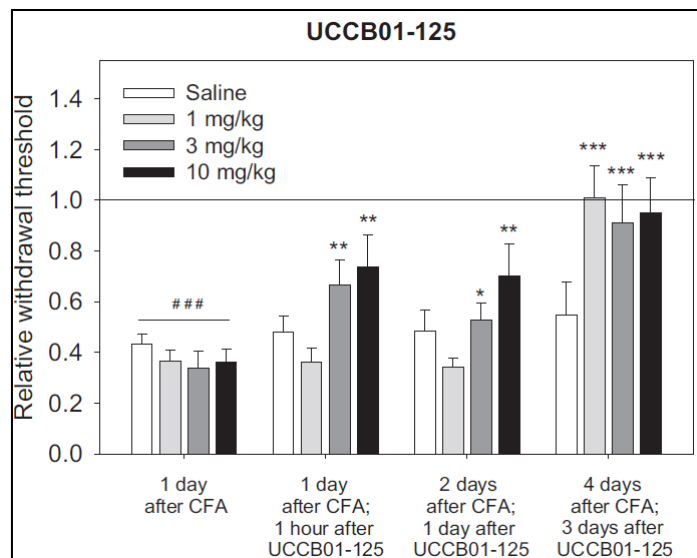 UCCB01-125
Relative withdrawal threshold
1.4
1.2
1.0
0.8
0.6
0.4
0.2
0.0
Saline
1 mg/kg
3 mg/kg
10 mg/kg
###
**
**
*
**
***
***
***
1 day
after CFA
1 day
after CFA;
1 hour after
UCCB01-125
2 days
after CFA;
1 day after
UCCB01-125
4 days
after CFA;
3 days after
UCCB01-125